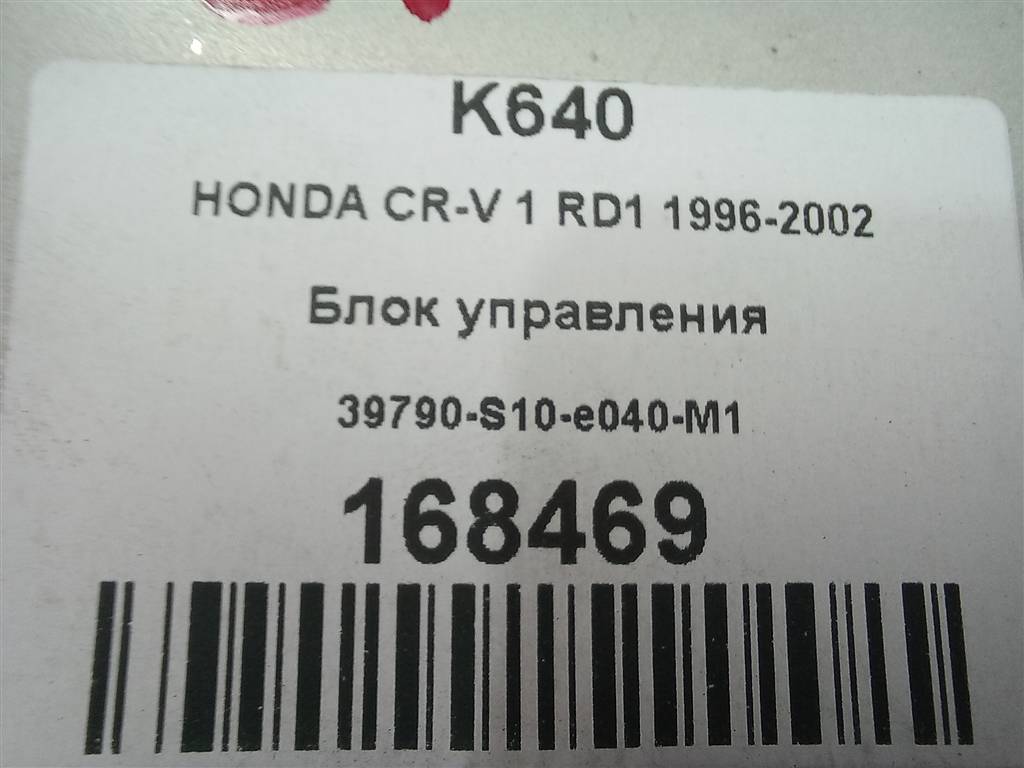 K640
HONDA CR-V 1 RD1 1996-2002
Блок управления
39790-S10-e040-M1
168469